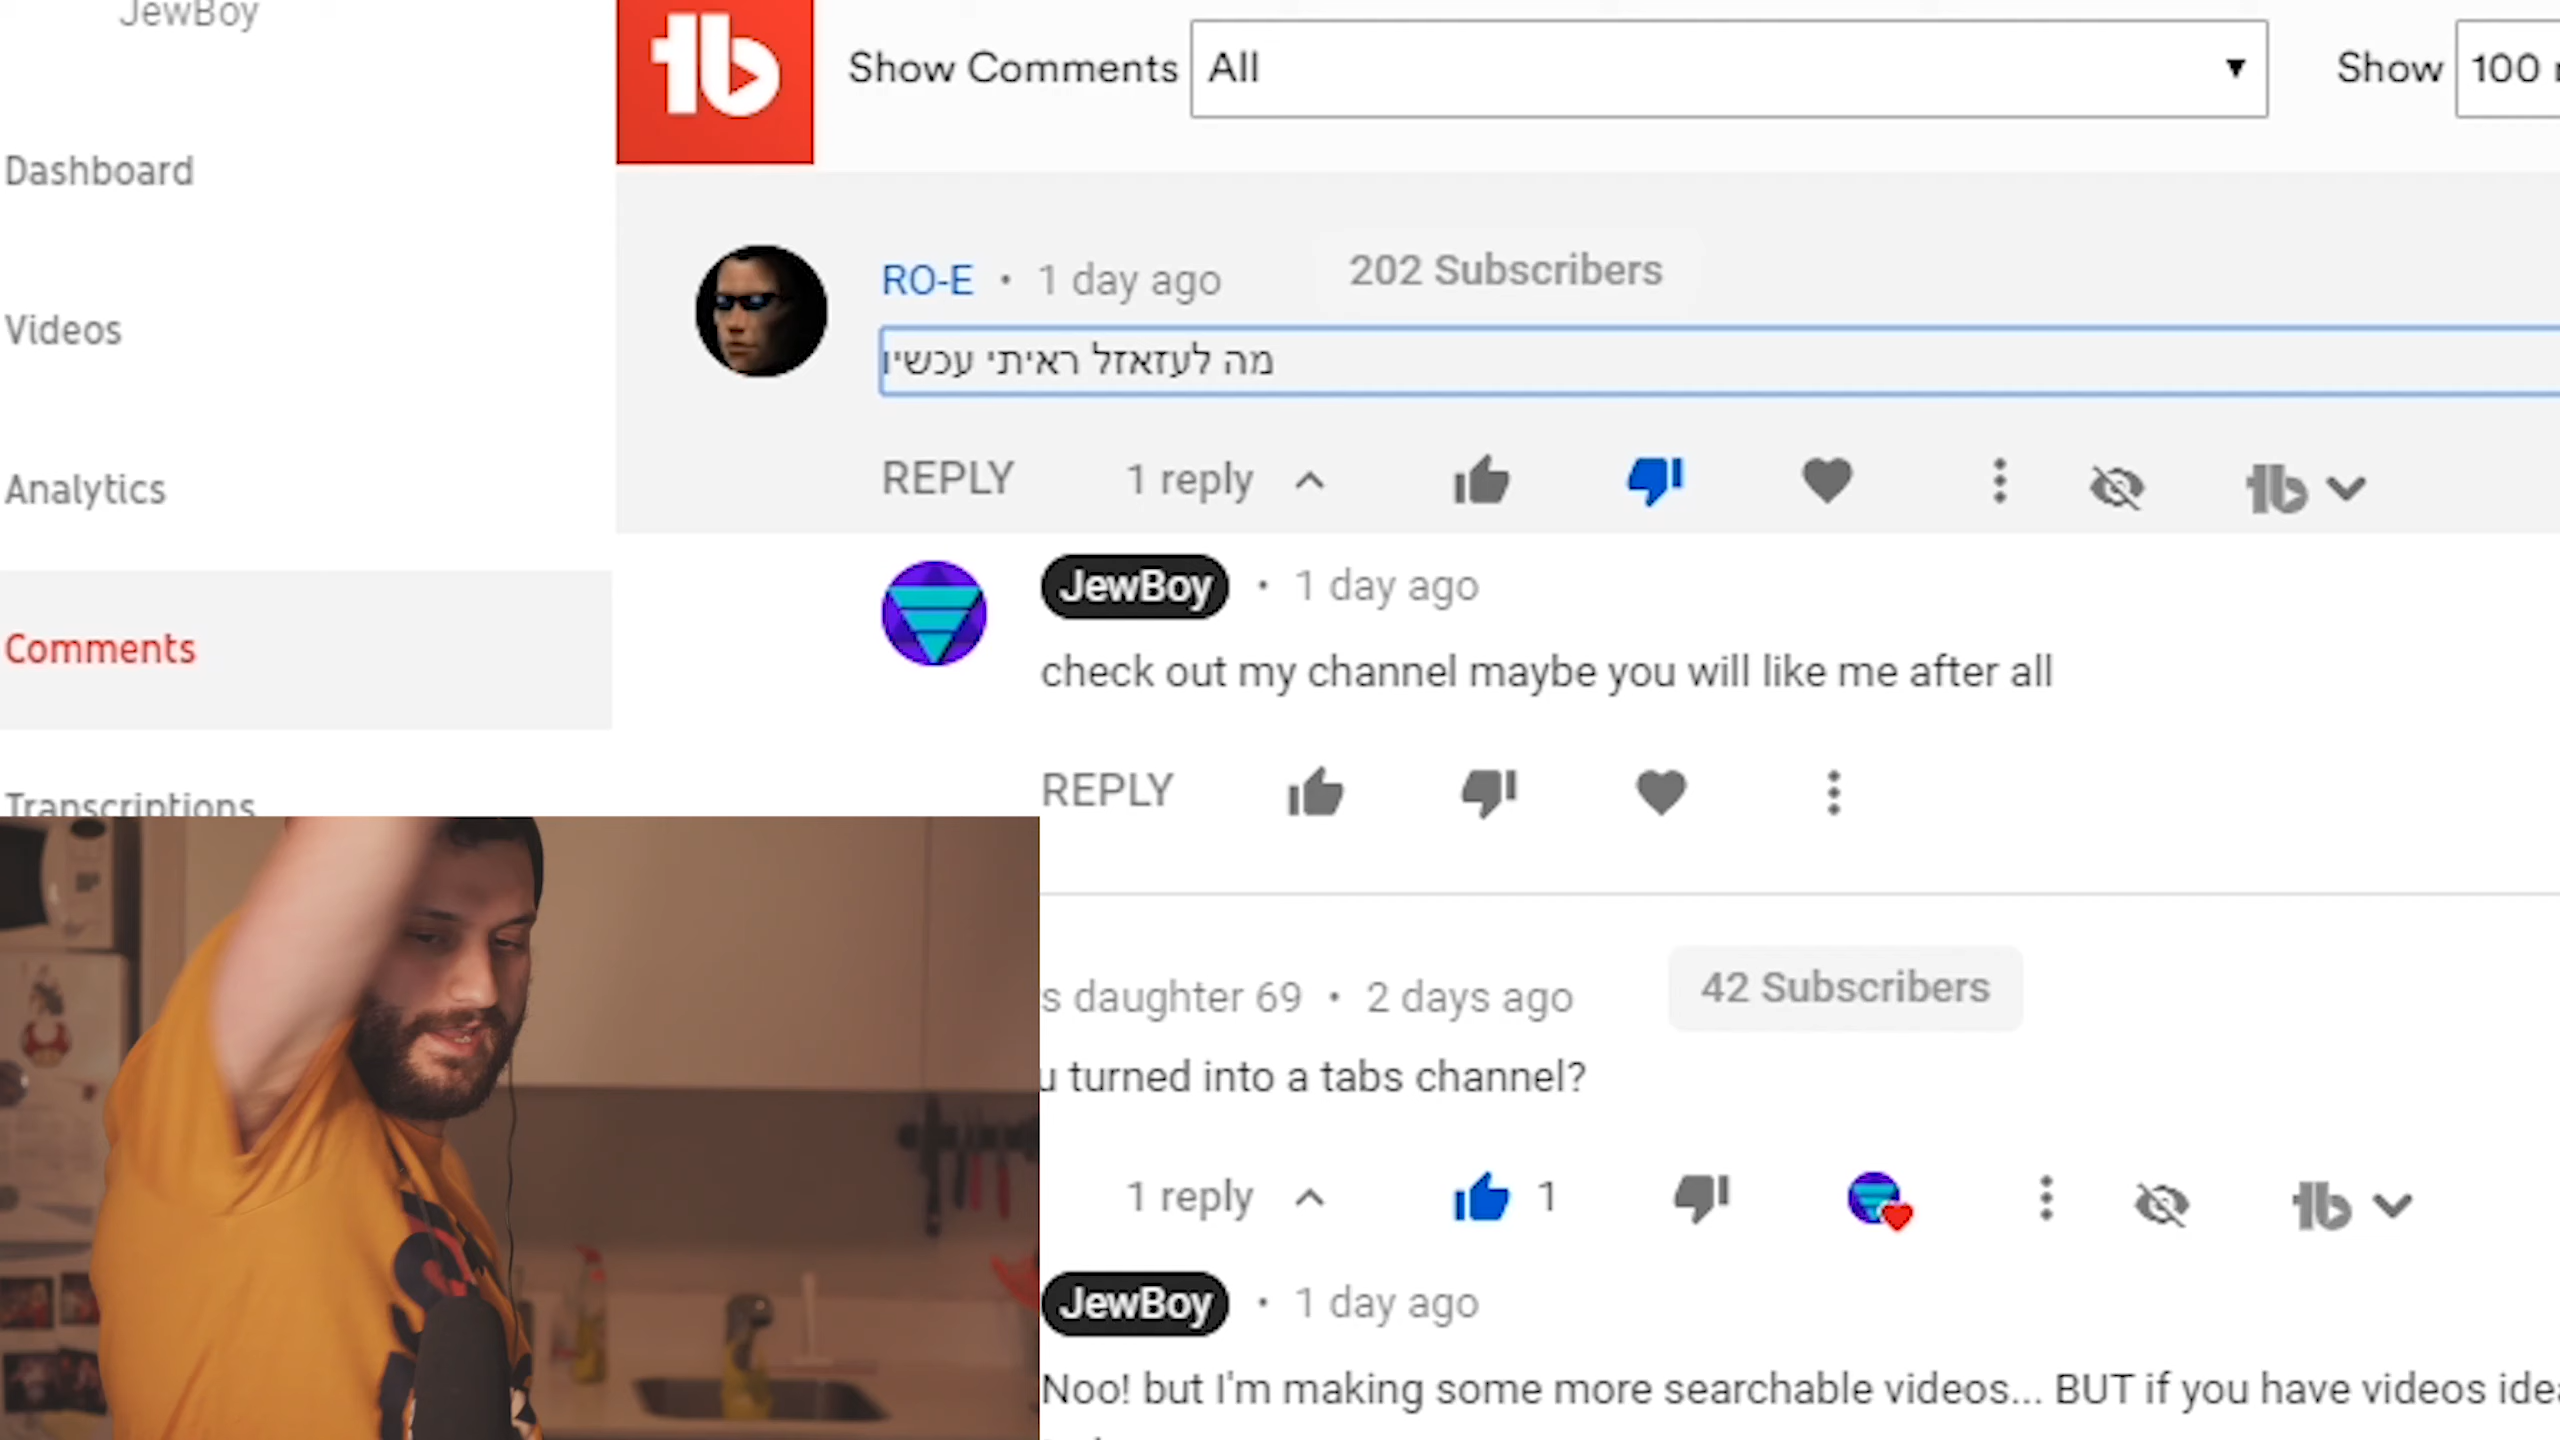 JewBoy
Show Comments All Show 100
Dashboard
RO-E • 1 day ago 202 Subscribers
Videos
מה לעזאזל ראיתי עכשיו
REPLY 1 reply
Analytics
JewBoy • 1 day ago
Comments
check out my channel maybe you will like me after all
REPLY
Transcriptions
s daughter 69 • 2 days ago 42 Subscribers
u turned into a tabs channel?
1 reply 1
JewBoy • 1 day ago
Noo! but I'm making some more searchable videos... BUT if you have videos